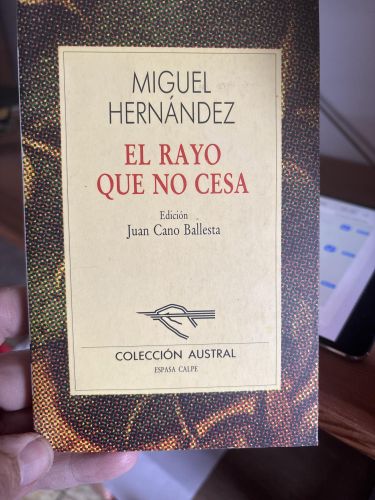 MIGUEL
HERNÁNDEZ
EL RAYO
QUE NO CESA
Edición
Juan Cano Ballesta
COLECCIÓN AUSTRAL
ESPASA CALPE